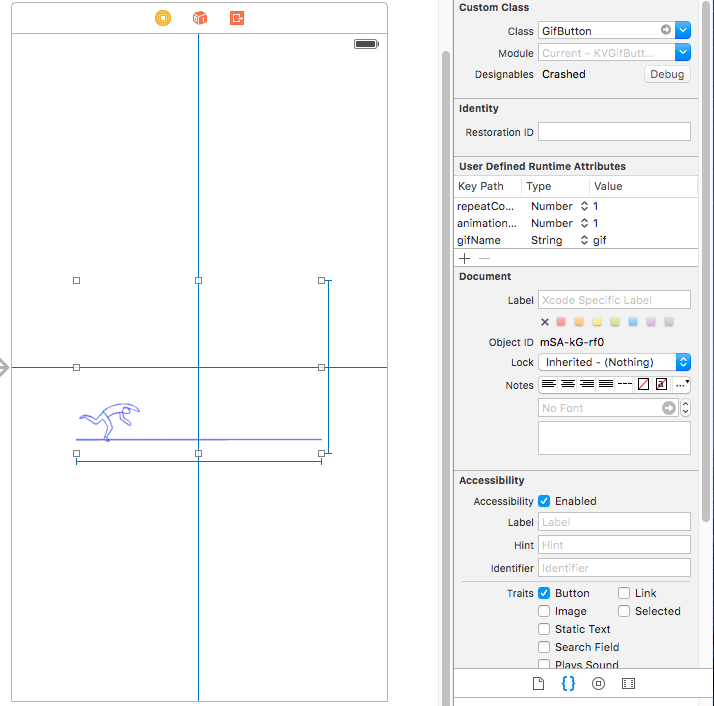 Custom Class
Class GifButton
Module Current – KVGifButt...
Designables Crashed Debug
Identity
Restoration ID
User Defined Runtime Attributes
Key Path Type Value
repeatCo... Number 1
animation... Number 1
gifName String gif
Document
Label Xcode Specific Label
Object ID mSA-kG-rf0
Lock Inherited - (Nothing)
Notes
No Font
Accessibility
Accessibility Enabled
Label Label
Hint Hint
Identifier Identifier
Traits Button Link
Image Selected
Static Text
Search Field
Plays Sound